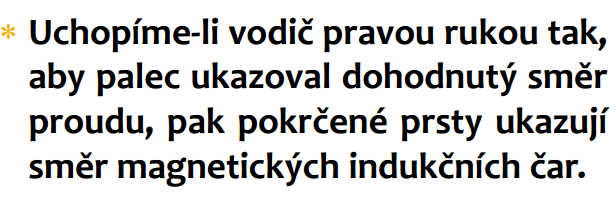 * Uchopíme-li vodič pravou rukou tak,
aby palec ukazoval dohodnutý směr
proudu, pak pokrčené prsty ukazují
směr magnetických indukčních čar.